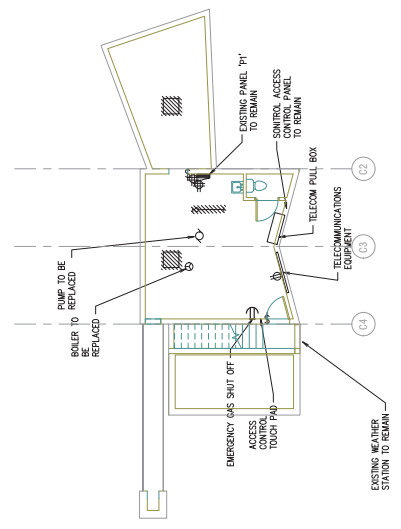 EXISTING PANEL 'P1'
TO REMAIN
SONITROL ACCESS
CONTROL PANEL
TO REMAIN
TELECOM PULL BOX
TELECOMMUNICATIONS
EQUIPMENT
PUMP TO BE
REPLACED
BOILER TO
BE
REPLACED
EMERGENCY GAS SHUT OFF
ACCESS
CONTROL
TOUCH PAD
EXISTING WEATHER
STATION TO REMAIN
C2
C3
C4